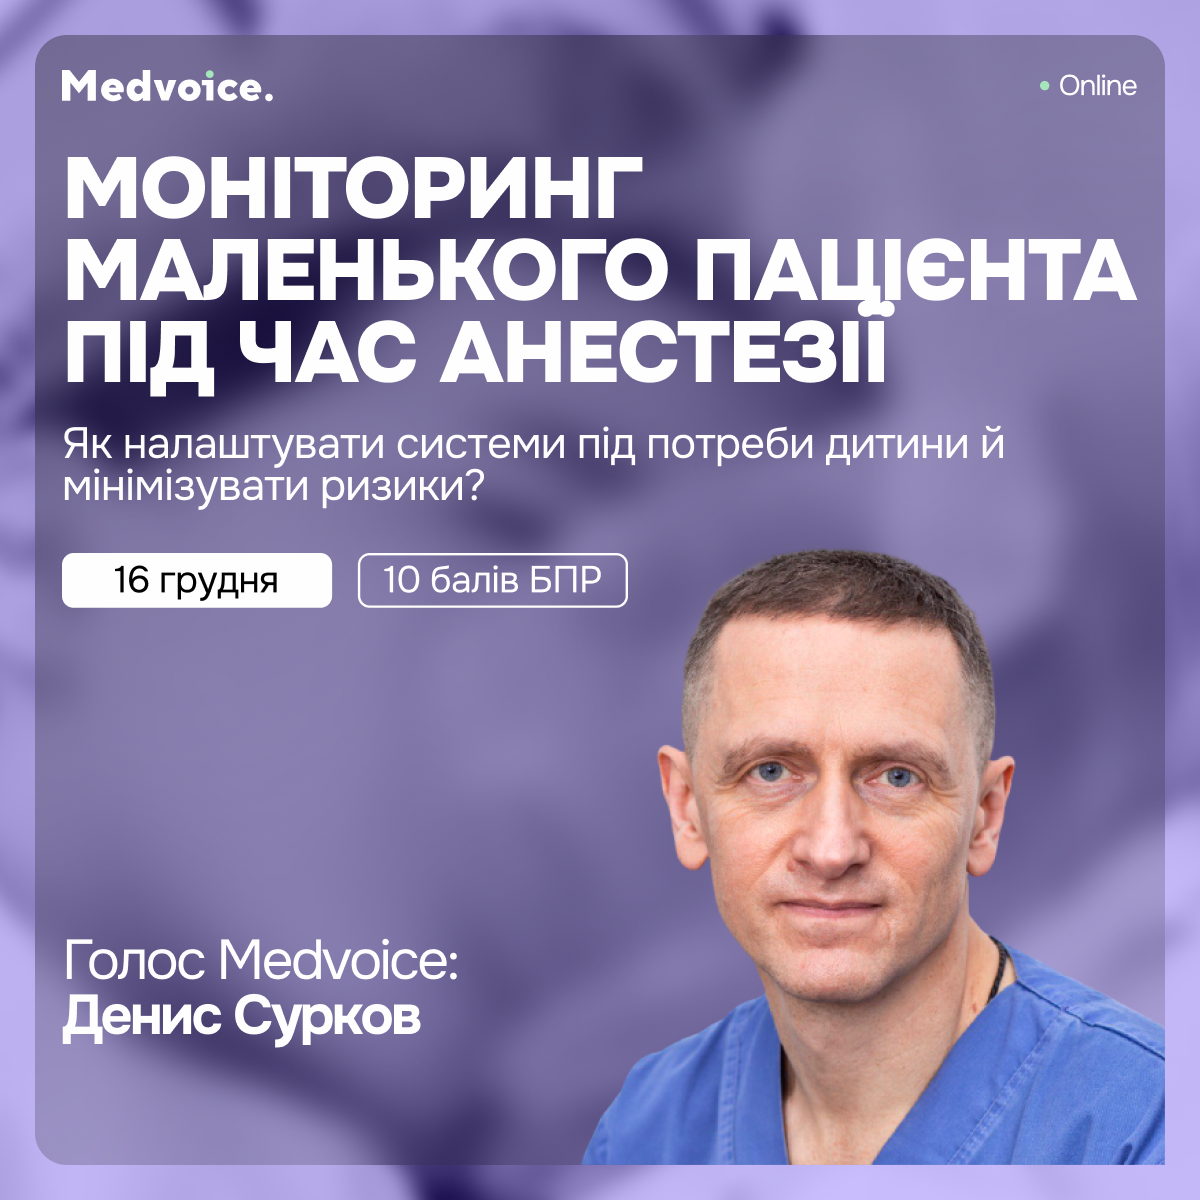 Medvoice.
Online
МОНІТОРИНГ
МАЛЕНЬКОГО ПАЦІЄНТА
ПІД ЧАС АНЕСТЕЗІЇ
Як налаштувати системи під потреби дитини й
мінімізувати ризики?
16 грудня
10 балів БПР
Голос Medvoice:
Денис Сурков